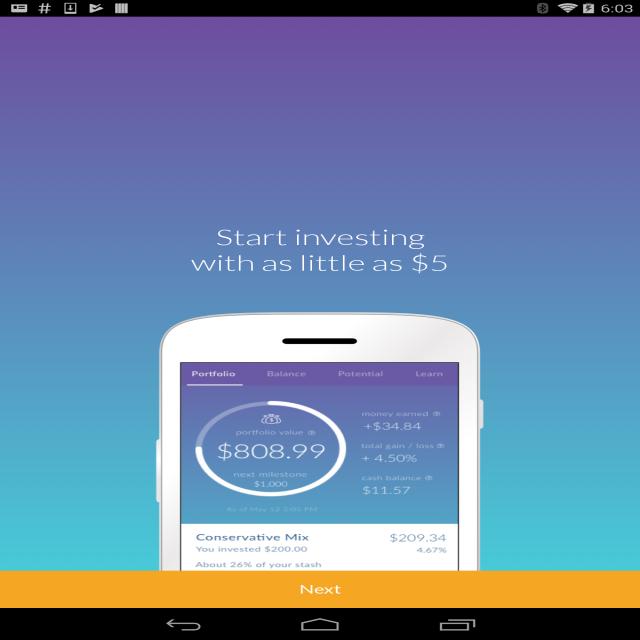 6:03
Start investing
with as little as $5
Portfolio Balance Potential Learn
portfolio value
$808.99
next milestone
$1,000
As of May 12 2:05 PM
money earned
+$34.84
total gain / loss
+ 4.50%
cash balance
$11.57
Conservative Mix $209.34
You invested $200.00 4.67%
About 26% of your stash
Next